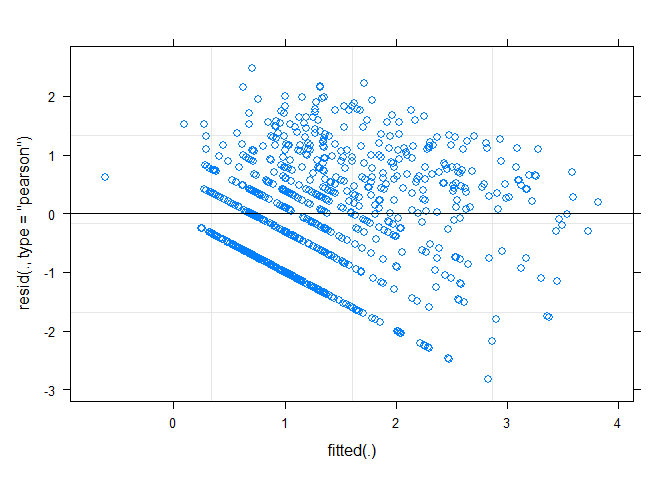 resid(., type = "pearson")
2
1
0
-1
-2
-3
0 1 2 3 4
fitted(.)